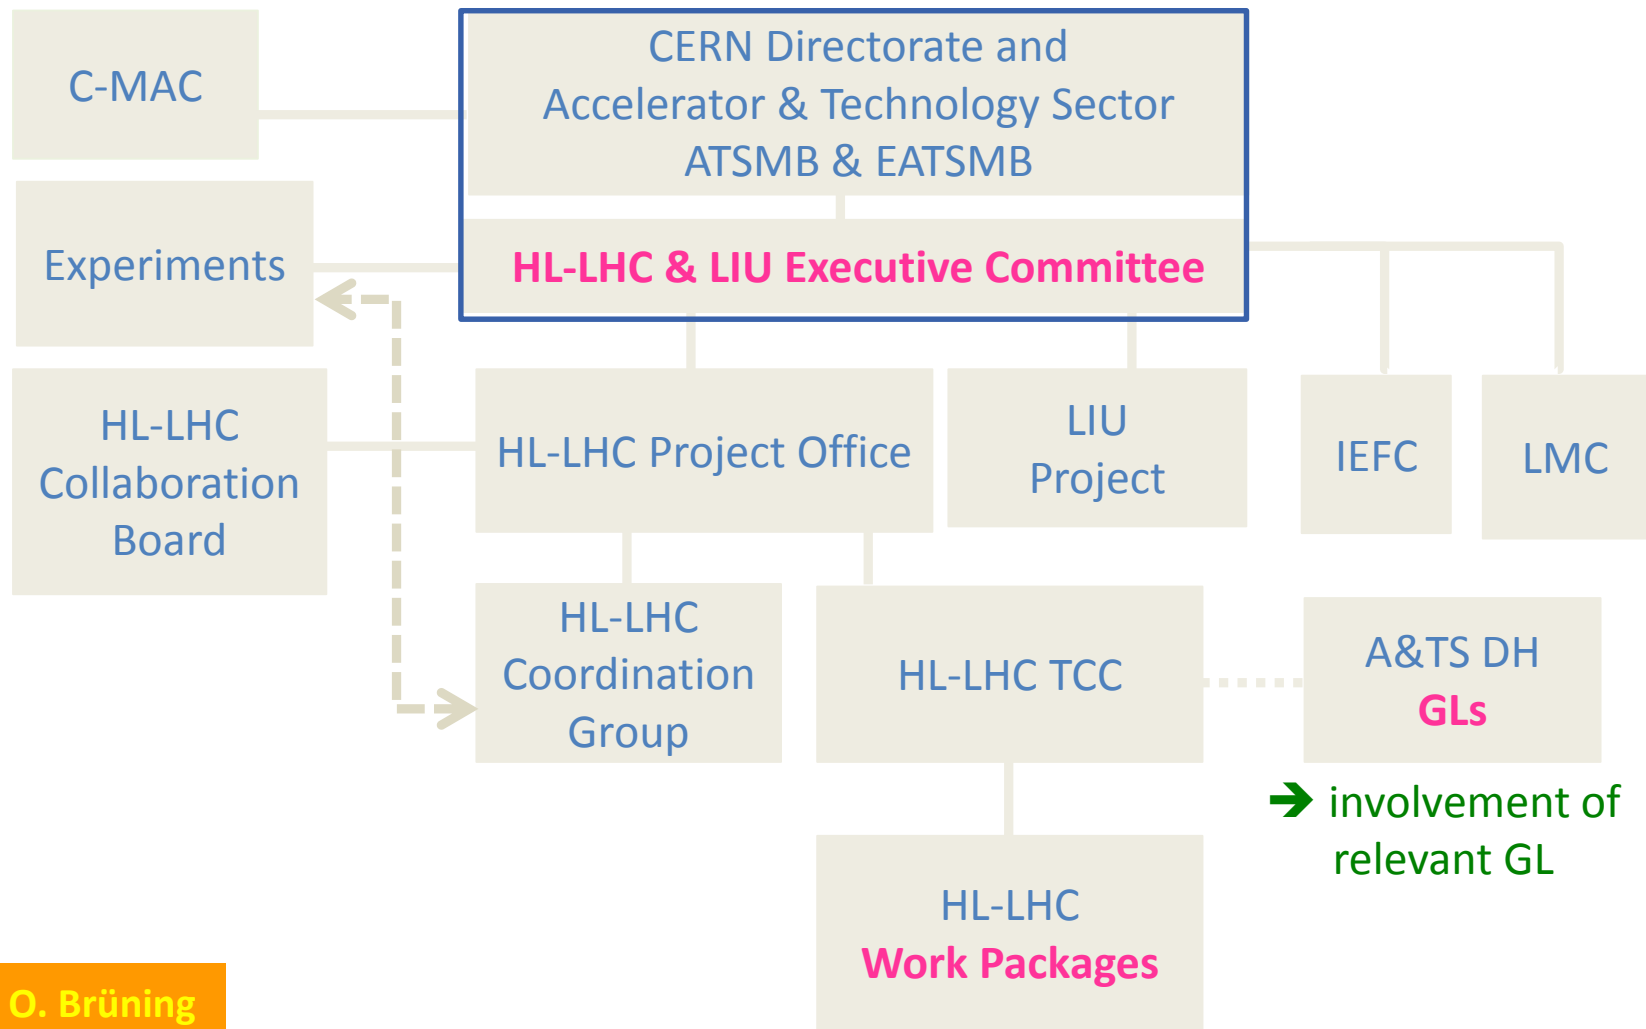 C-MAC
CERN Directorate and
Accelerator & Technology Sector
ATSMB & EATSMB
Experiments
HL-LHC & LIU Executive Committee
HL-LHC
Collaboration
Board
HL-LHC Project Office
LIU
Project
IEFC
LMC
HL-LHC
Coordination
Group
HL-LHC TCC
A&TS DH
GLs
➔ involvement of
relevant GL
HL-LHC
Work Packages
O. Brüning